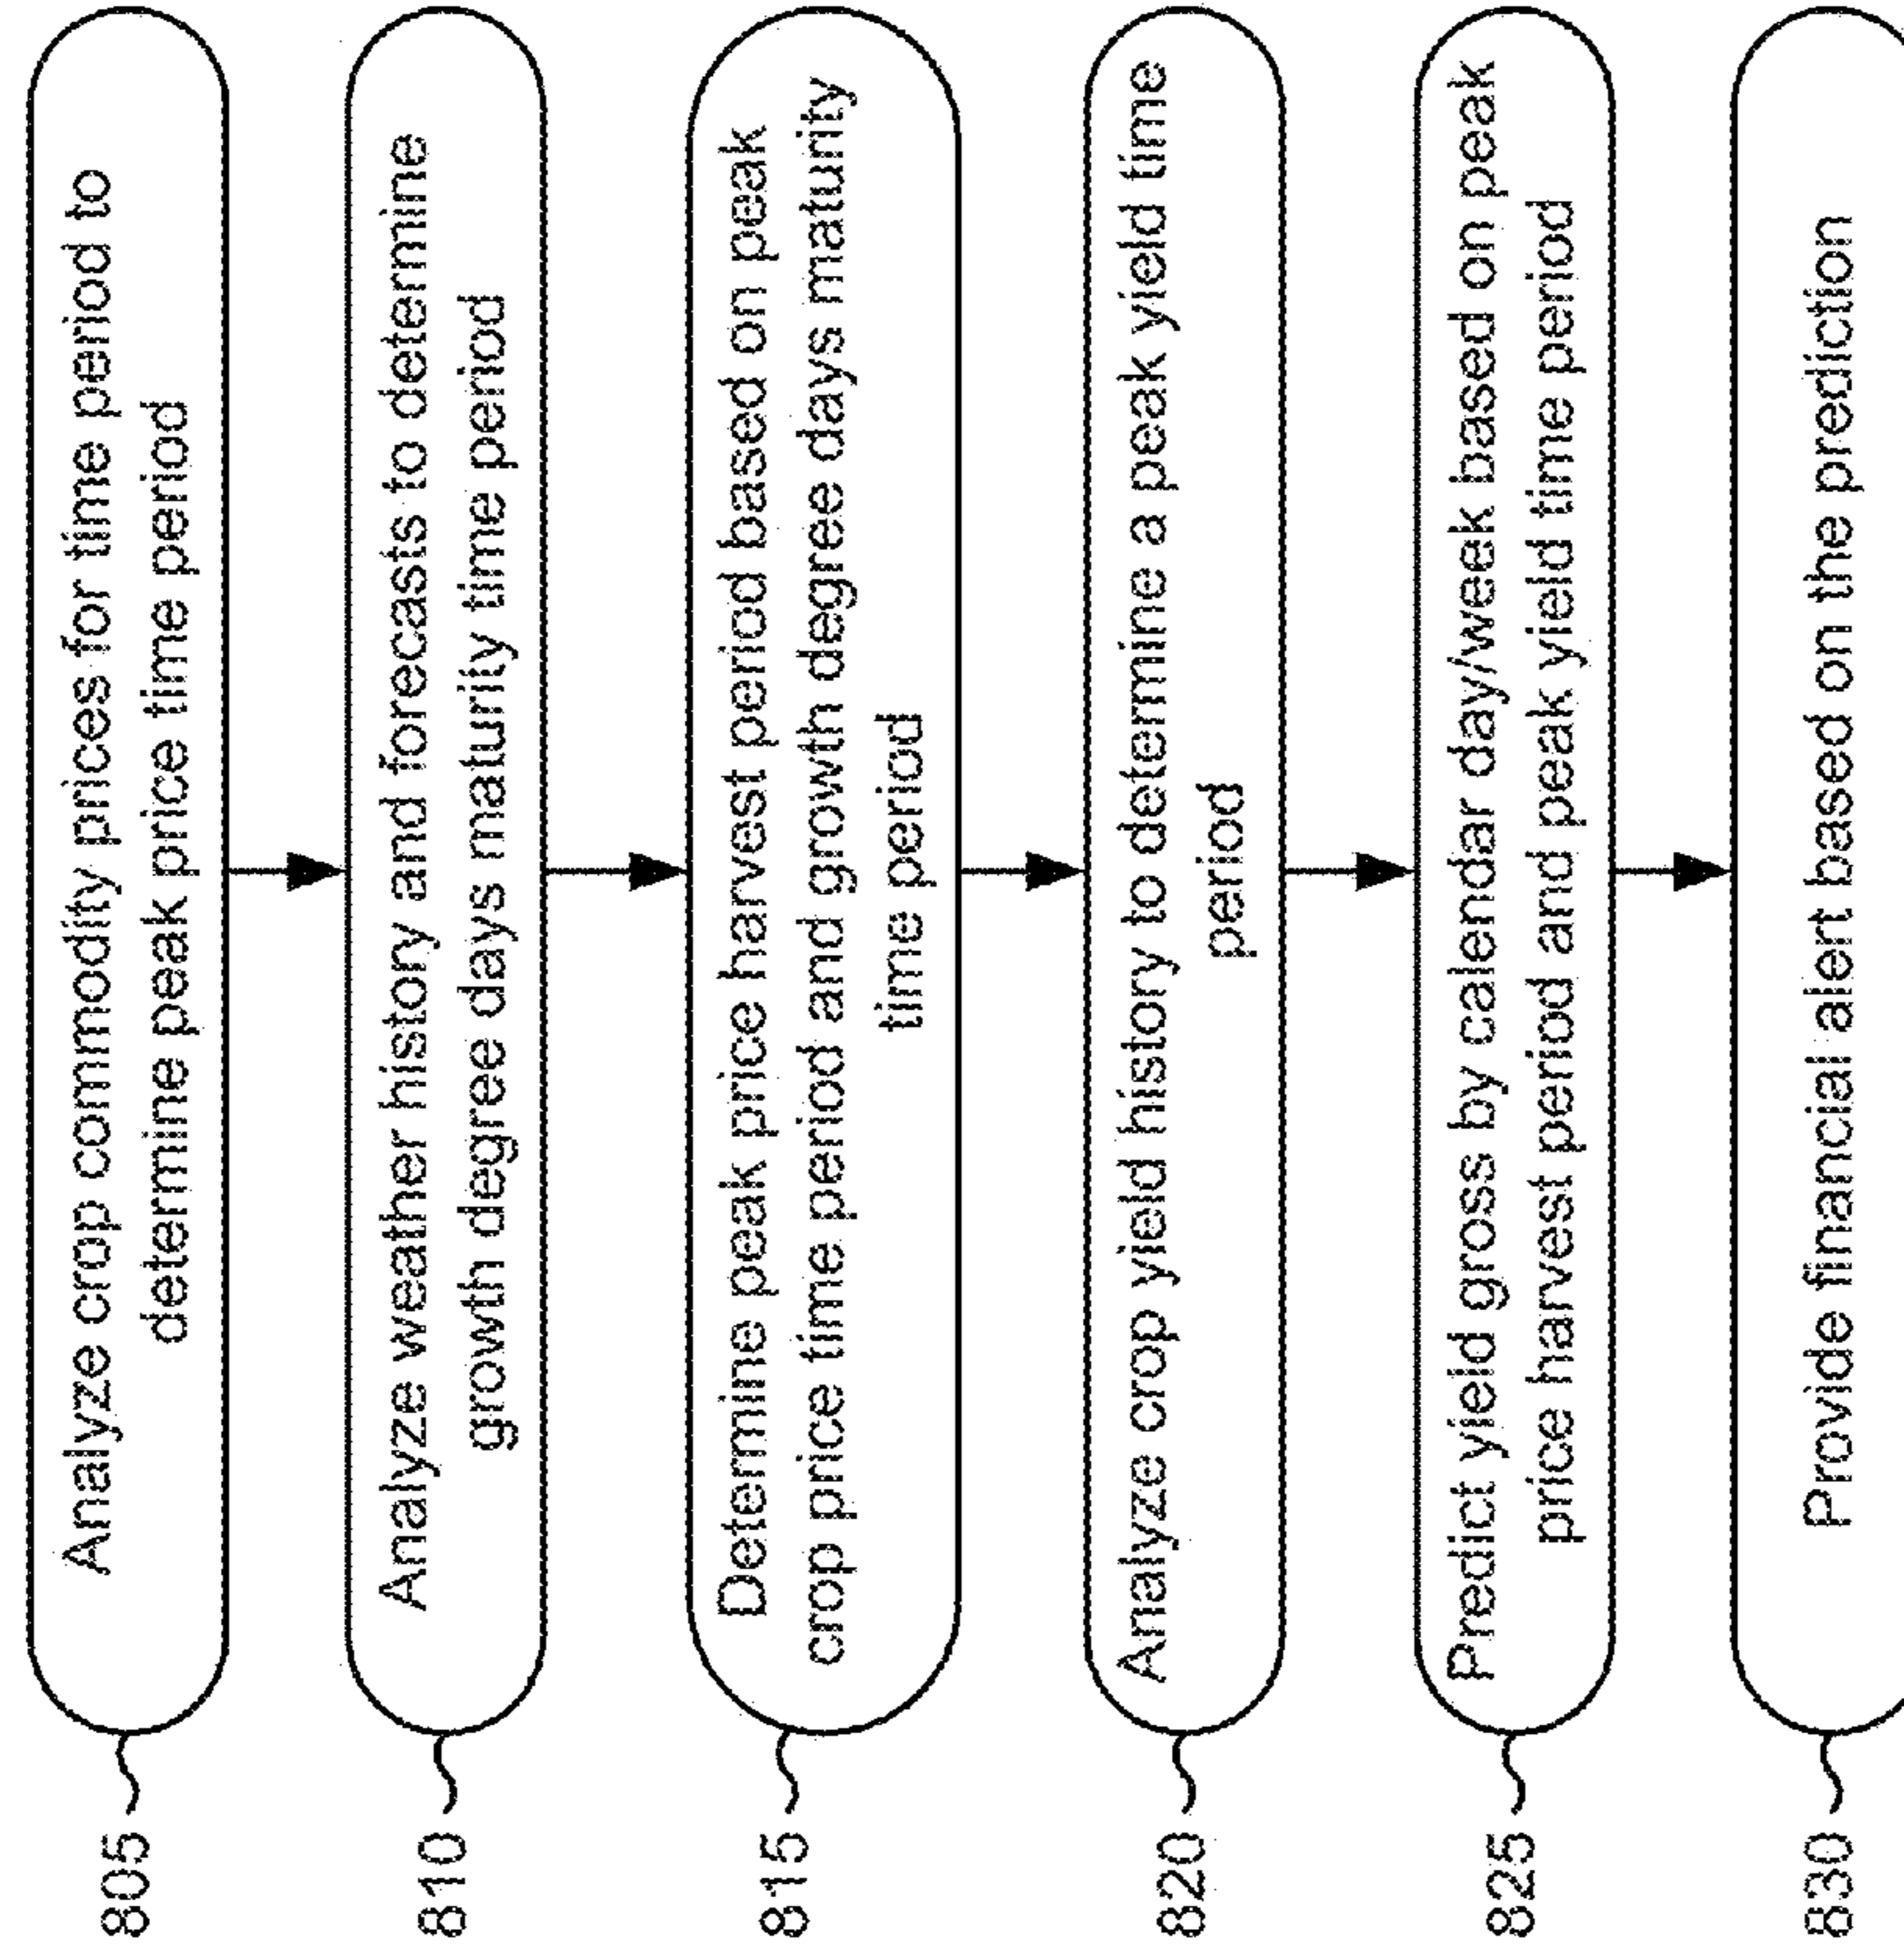 805
Analyze crop commodity prices for time period to
determine peak price time period
810
Analyze weather history and forecasts to determine
growth degree days maturity time period
815
Determine peak price harvest period based on peak
crop price time period and growth degree days maturity
time period
820
Analyze crop yield history to determine a peak yield time
period
825
Predict yield gross by calendar day/week based on peak
price harvest period and peak yield time period
830
Provide financial alert based on the prediction